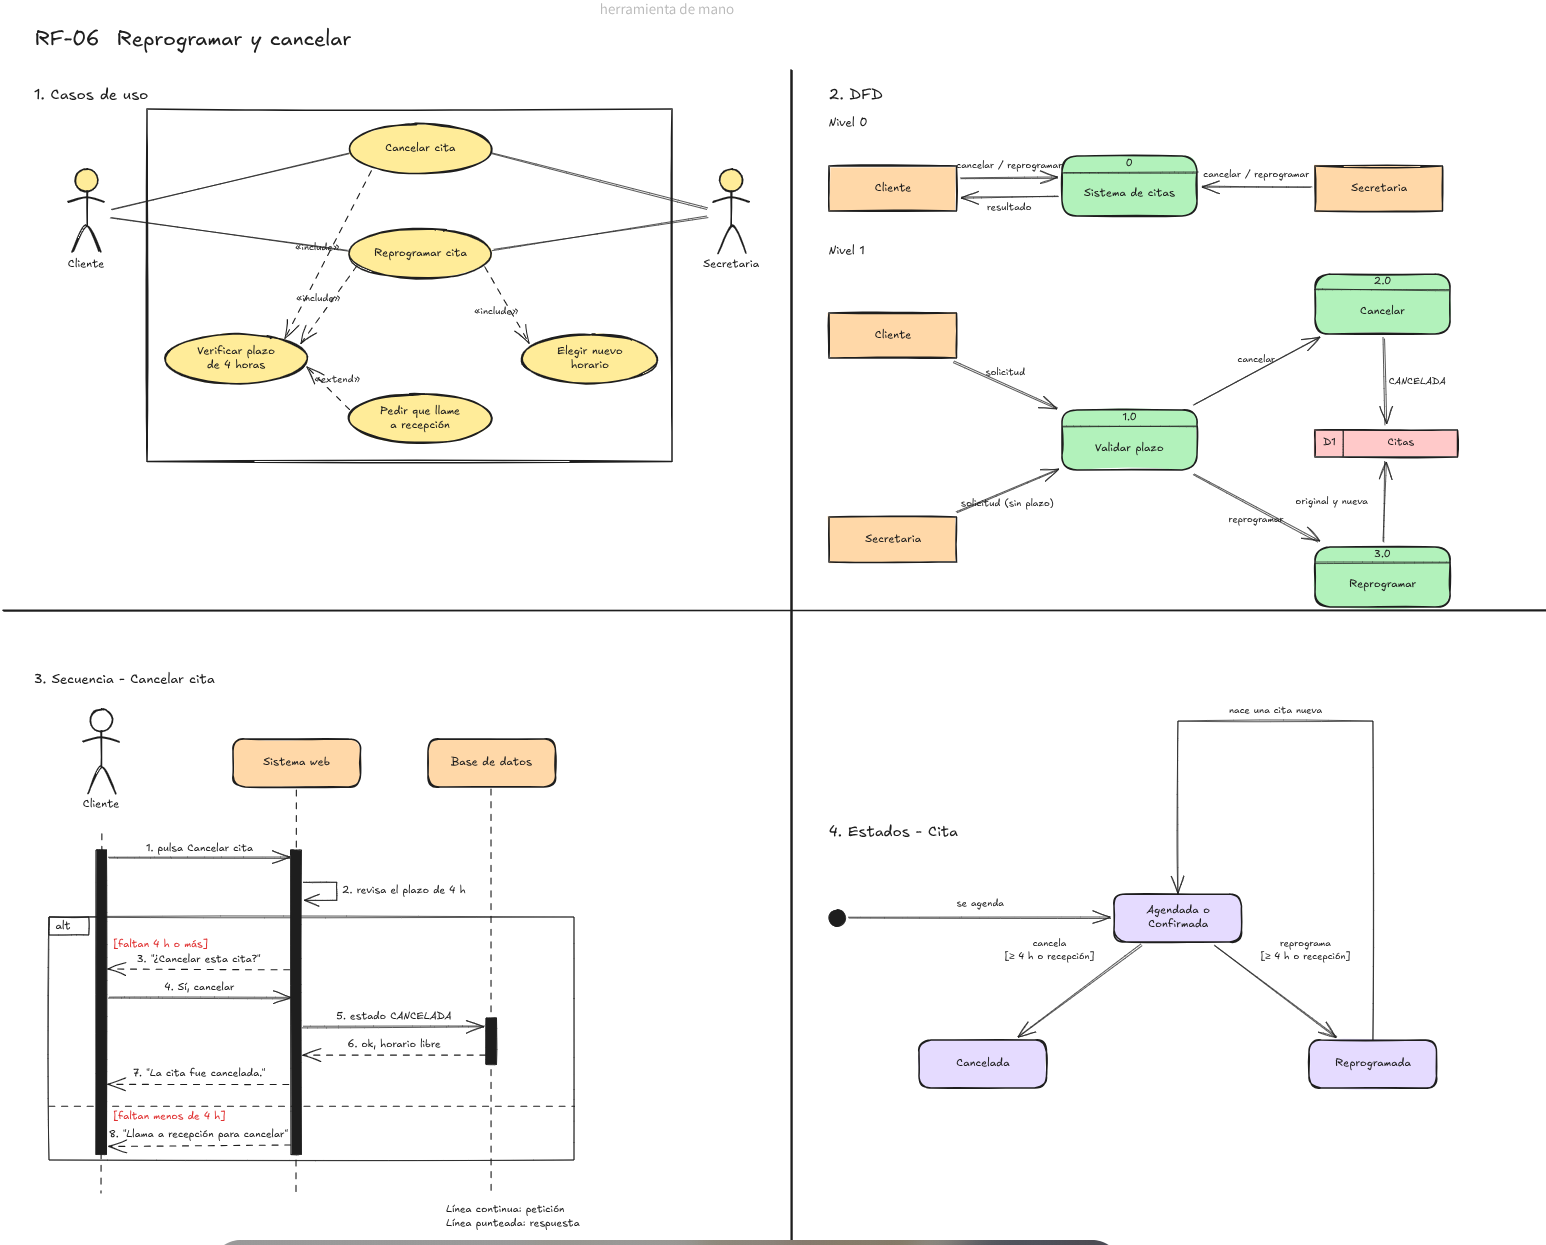 herramienta de mano
RF-06 Reprogramar y cancelar
1. Casos de uso
Cancelar cita
Cliente
Secretaria
«include»
Reprogramar cita
«include»
«include»
Verificar plazo
de 4 horas
Elegir nuevo
horario
«extend»
Pedir que llame
a recepción
2. DFD
Nivel 0
Cliente
cancelar / reprogramar
resultado
0
Sistema de citas
cancelar / reprogramar
Secretaria
Nivel 1
2.0
Cancelar
Cliente
solicitud
cancelar
CANCELADA
1.0
Validar plazo
D1
Citas
solicitud (sin plazo)
original y nueva
reprogramar
Secretaria
3.0
Reprogramar
3. Secuencia - Cancelar cita
Cliente
Sistema web
Base de datos
1. pulsa Cancelar cita
2. revisa el plazo de 4 h
alt
[faltan 4 h o más]
3. "¿Cancelar esta cita?"
4. Sí, cancelar
5. estado CANCELADA
6. ok, horario libre
7. "La cita fue cancelada."
[faltan menos de 4 h]
8. "Llama a recepción para cancelar"
Línea continua: petición
Línea punteada: respuesta
nace una cita nueva
4. Estados - Cita
se agenda
Agendada o
Confirmada
cancela
[≥ 4 h o recepción]
reprograma
[≥ 4 h o recepción]
Cancelada
Reprogramada